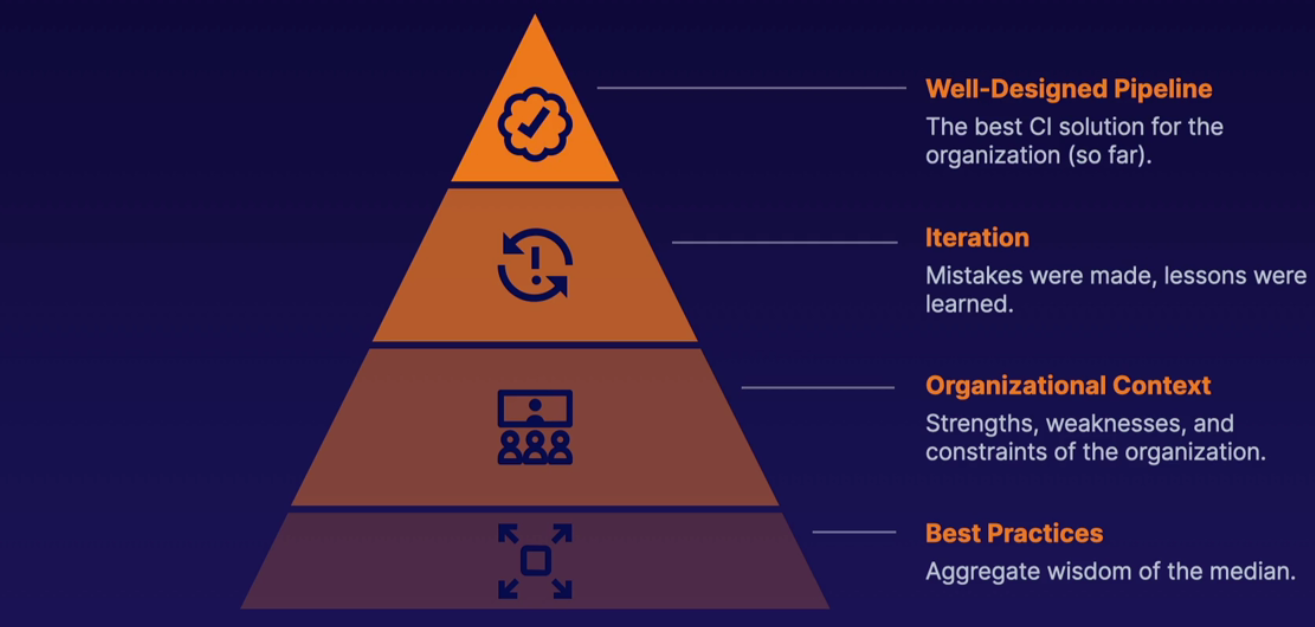 Well-Designed Pipeline
The best CI solution for the
organization (so far).
Iteration
Mistakes were made, lessons were
learned.
Organizational Context
Strengths, weaknesses, and
constraints of the organization.
Best Practices
Aggregate wisdom of the median.